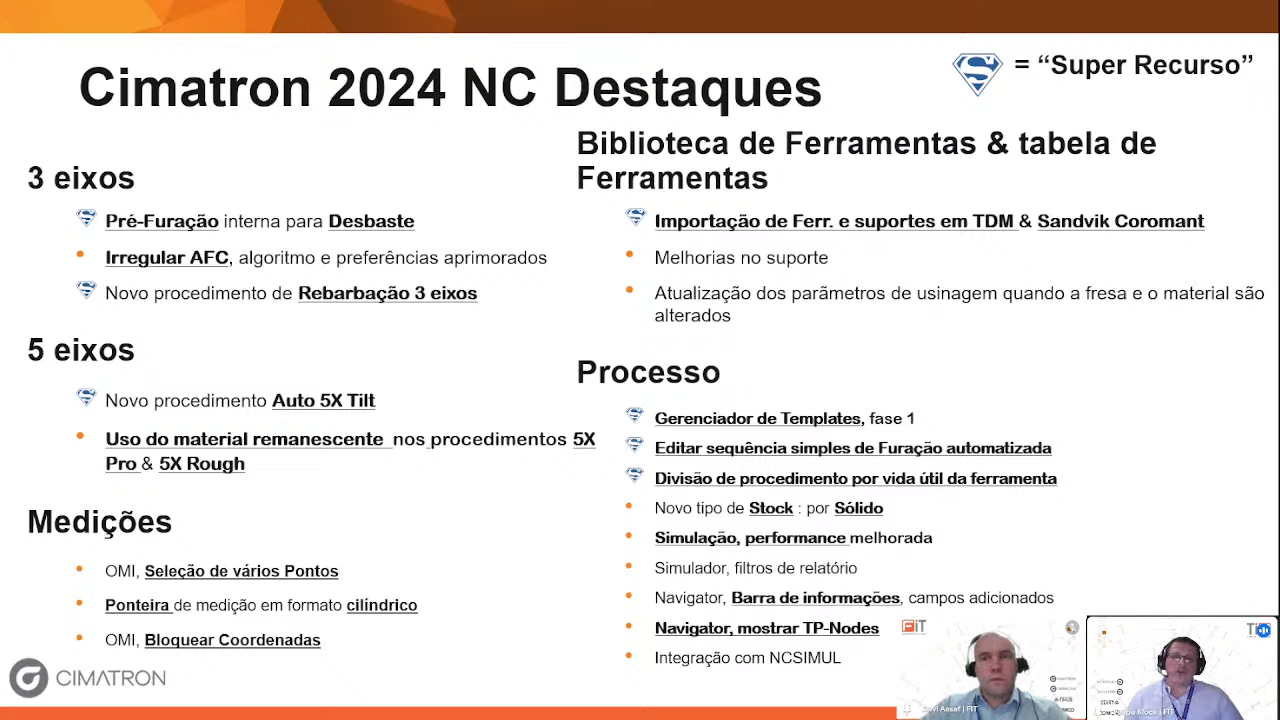 Cimatron 2024 NC Destaques
= “Super Recurso”
3 eixos
Pré-Furação interna para Desbaste
Irregular AFC, algoritmo e preferências aprimorados
Novo procedimento de Rebarbação 3 eixos
5 eixos
Novo procedimento Auto 5X Tilt
Uso do material remanescente nos procedimentos 5X
Pro & 5X Rough
Medições
OMI, Seleção de vários Pontos
Ponteira de medição em formato cilíndrico
OMI, Bloquear Coordenadas
CIMATRON
Biblioteca de Ferramentas & tabela de
Ferramentas
Importação de Ferr. e suportes em TDM & Sandvik Coromant
Melhorias no suporte
Atualização dos parâmetros de usinagem quando a fresa e o material são
alterados
Processo
Gerenciador de Templates, fase 1
Editar sequência simples de Furação automatizada
Divisão de procedimento por vida útil da ferramenta
Novo tipo de Stock : por Sólido
Simulação, performance melhorada
Simulador, filtros de relatório
Navigator, Barra de informações, campos adicionados
Navigator, mostrar TP-Nodes
Integração com NCSIMUL
FiT
Assaf | FIT
Klock | FIT